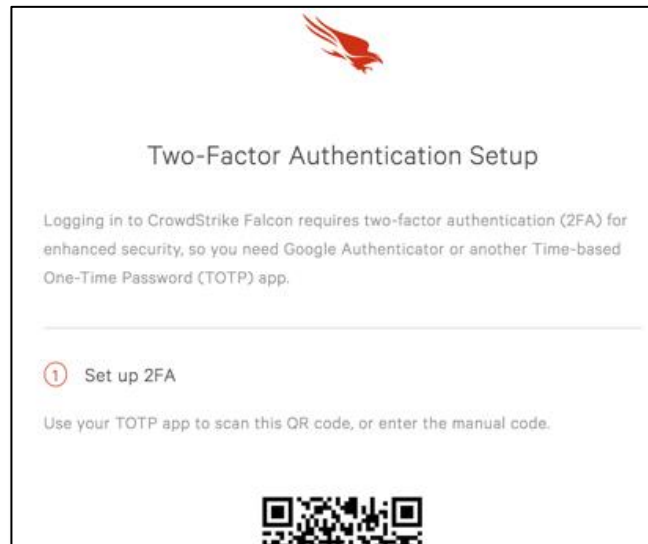 Two-Factor Authentication Setup
Logging in to CrowdStrike Falcon requires two-factor authentication (2FA) for
enhanced security, so you need Google Authenticator or another Time-based
One-Time Password (TOTP) app.
1 Set up 2FA
Use your TOTP app to scan this QR code, or enter the manual code.